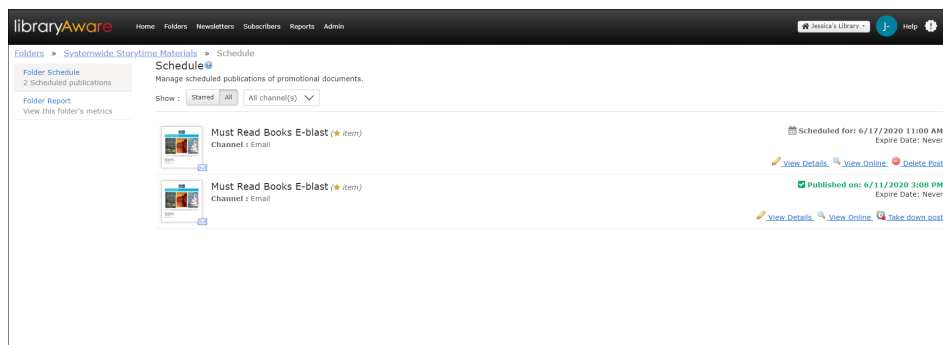 libraryAware Home Folders Newsletters Subscribers Reports Admin Jessica's Library J- Help
Folders » Systemwide Storytime Materials » Schedule
Folder Schedule
2 Scheduled publications
Folder Report
View this folder's metrics
Schedule
Manage scheduled publications of promotional documents.
Show : Starred All All channel(s)
Must Read Books E-blast (★ item)
Channel : Email
Scheduled for: 6/17/2020 11:00 AM
Expire Date: Never
View Details View Online Delete Post
Must Read Books E-blast (★ item)
Channel : Email
Published on: 6/11/2020 3:08 PM
Expire Date: Never
View Details View Online Take down post